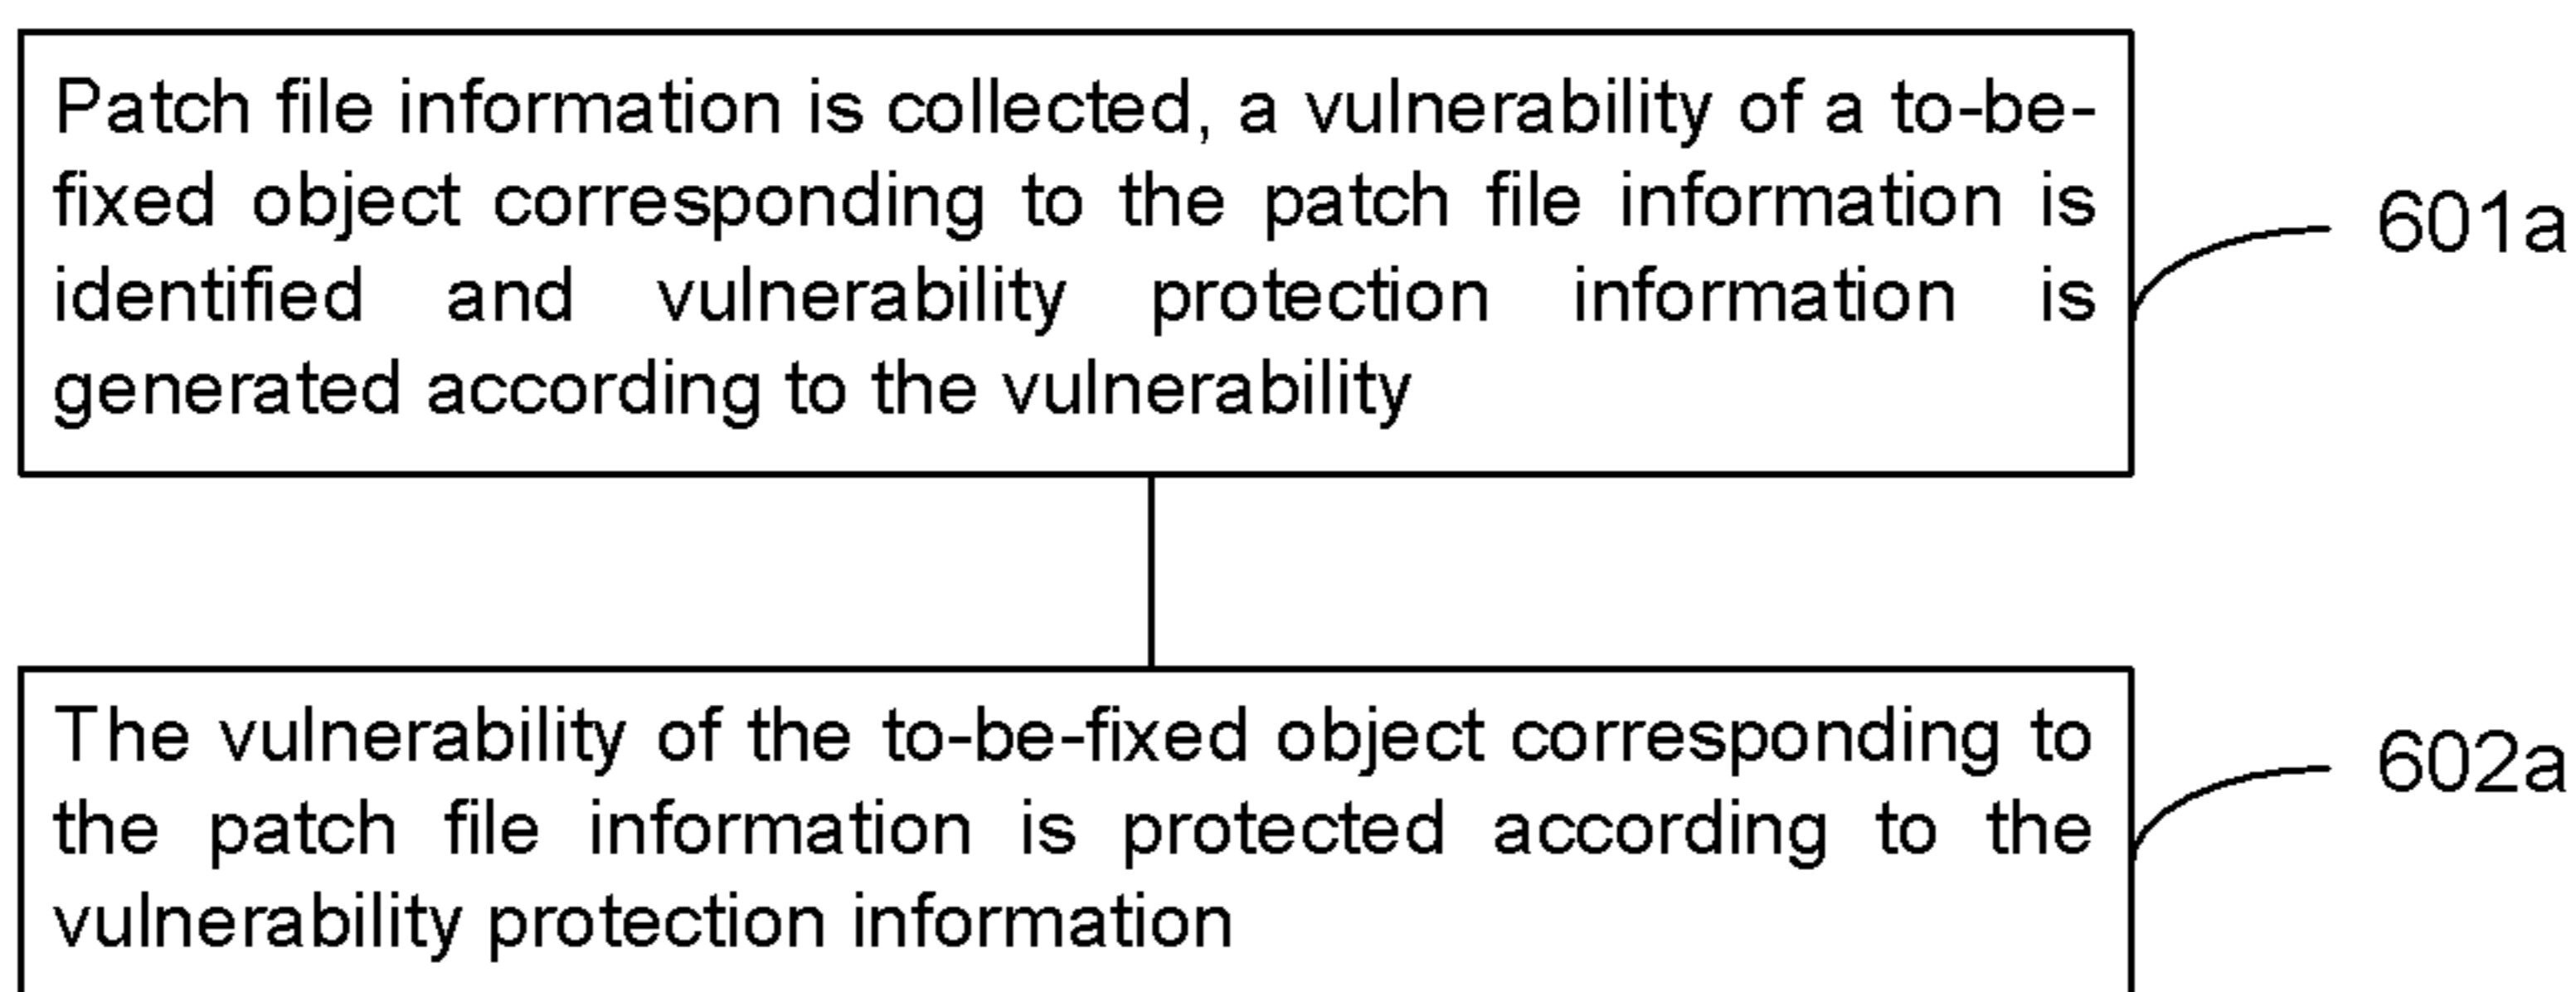 Patch file information is collected, a vulnerability of a to-be-
fixed object corresponding to the patch file information is
identified and vulnerability protection information is
generated according to the vulnerability
601a
The vulnerability of the to-be-fixed object corresponding to
the patch file information is protected according to the
vulnerability protection information
602a